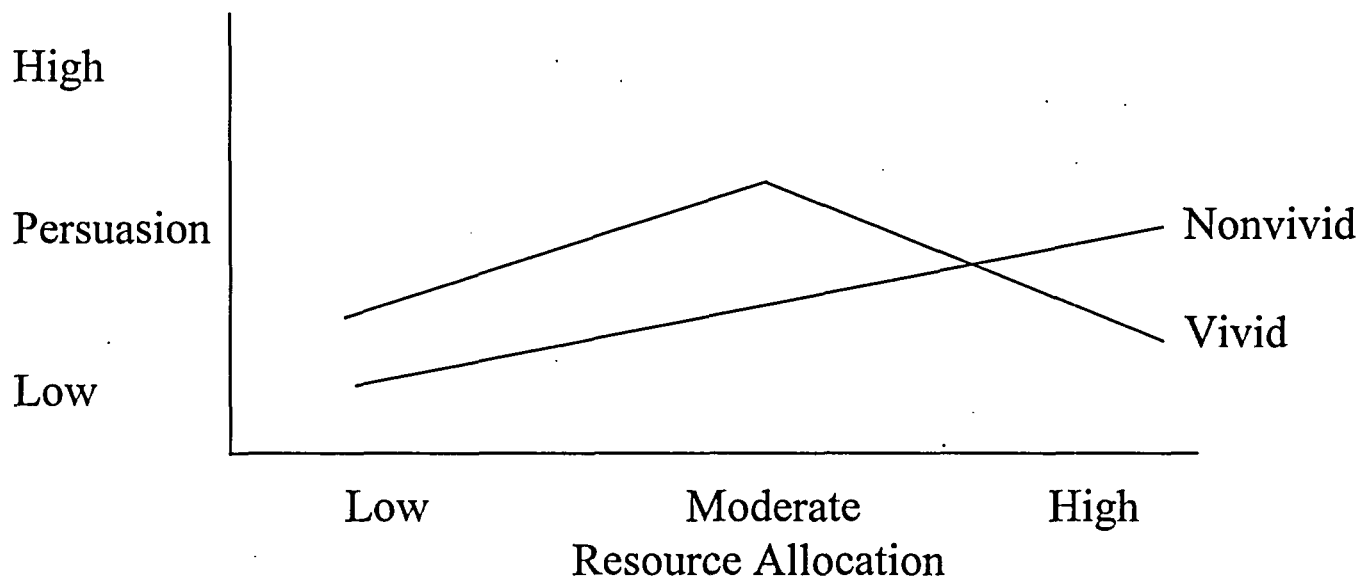 High
Persuasion
Nonvivid
Vivid
Low
Low Moderate High
Resource Allocation